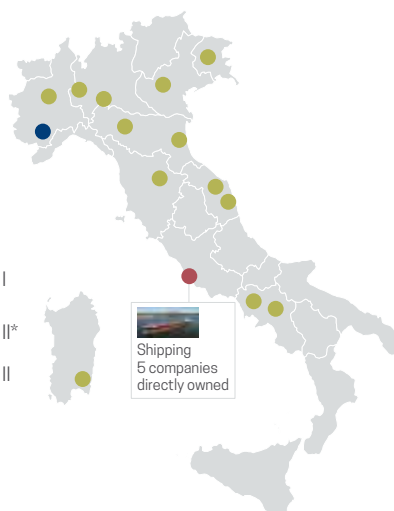 I
II*
II
Shipping
5 companies
directly owned